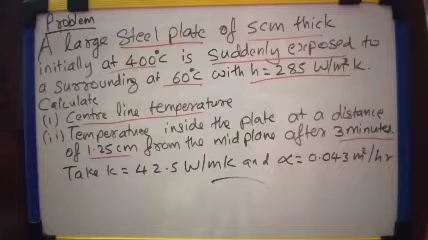 Problem
A large Steel plate of 5cm thick
initially at 400°C is suddenly exposed to
a surrounding at 60°C with h = 285 W/m²K.
Calculate
(i) Centre line temperature
(ii) Temperature inside the plate at a distance
of 1.25cm from the midplane after 3 minutes
Take K = 42.5 W/mK and α = 0.043 m²/hr